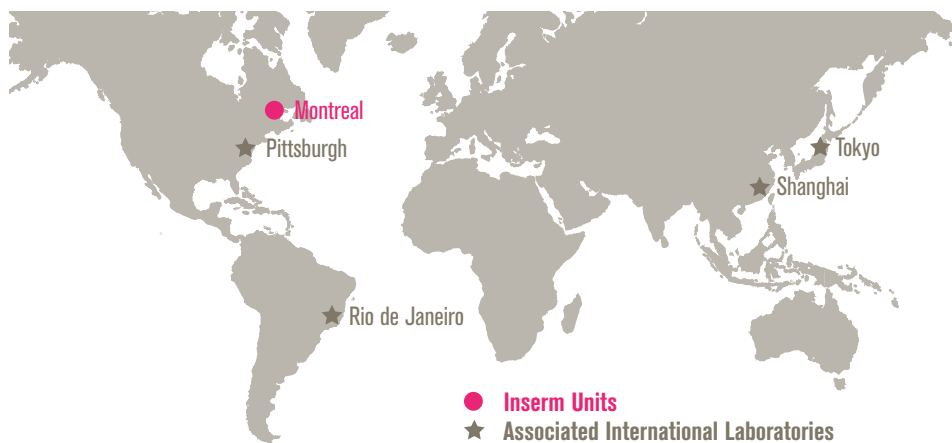 Montreal
Pittsburgh
Tokyo
Shanghai
Rio de Janeiro
Inserm Units
Associated International Laboratories